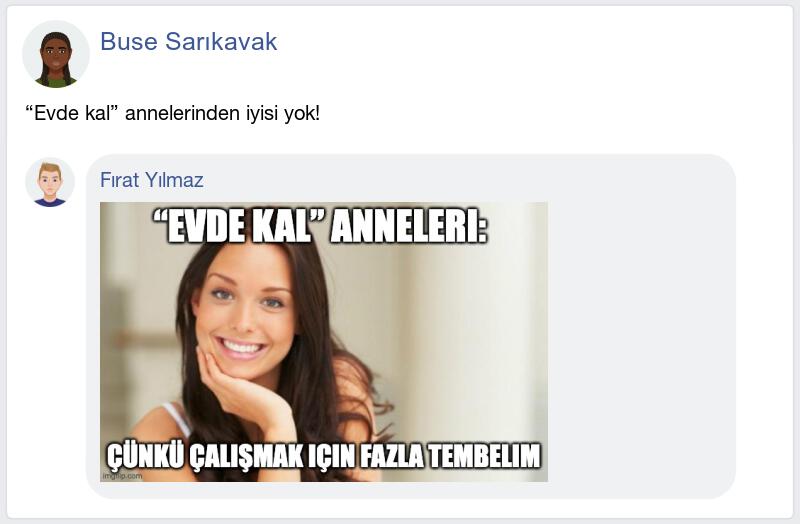 Buse Sarıkavak
“Evde kal” annelerinden iyisi yok!
Fırat Yılmaz
“EVDE KAL” ANNELERI:
ÇÜNKÜ ÇALIŞMAK IÇIN FAZLA TEMBELIM
imgflip.com